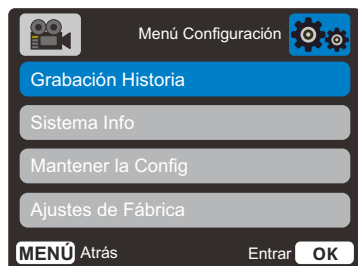 Menú Configuración
Grabación Historia
Sistema Info
Mantener la Config
Ajustes de Fábrica
MENÚ Atrás Entrar OK